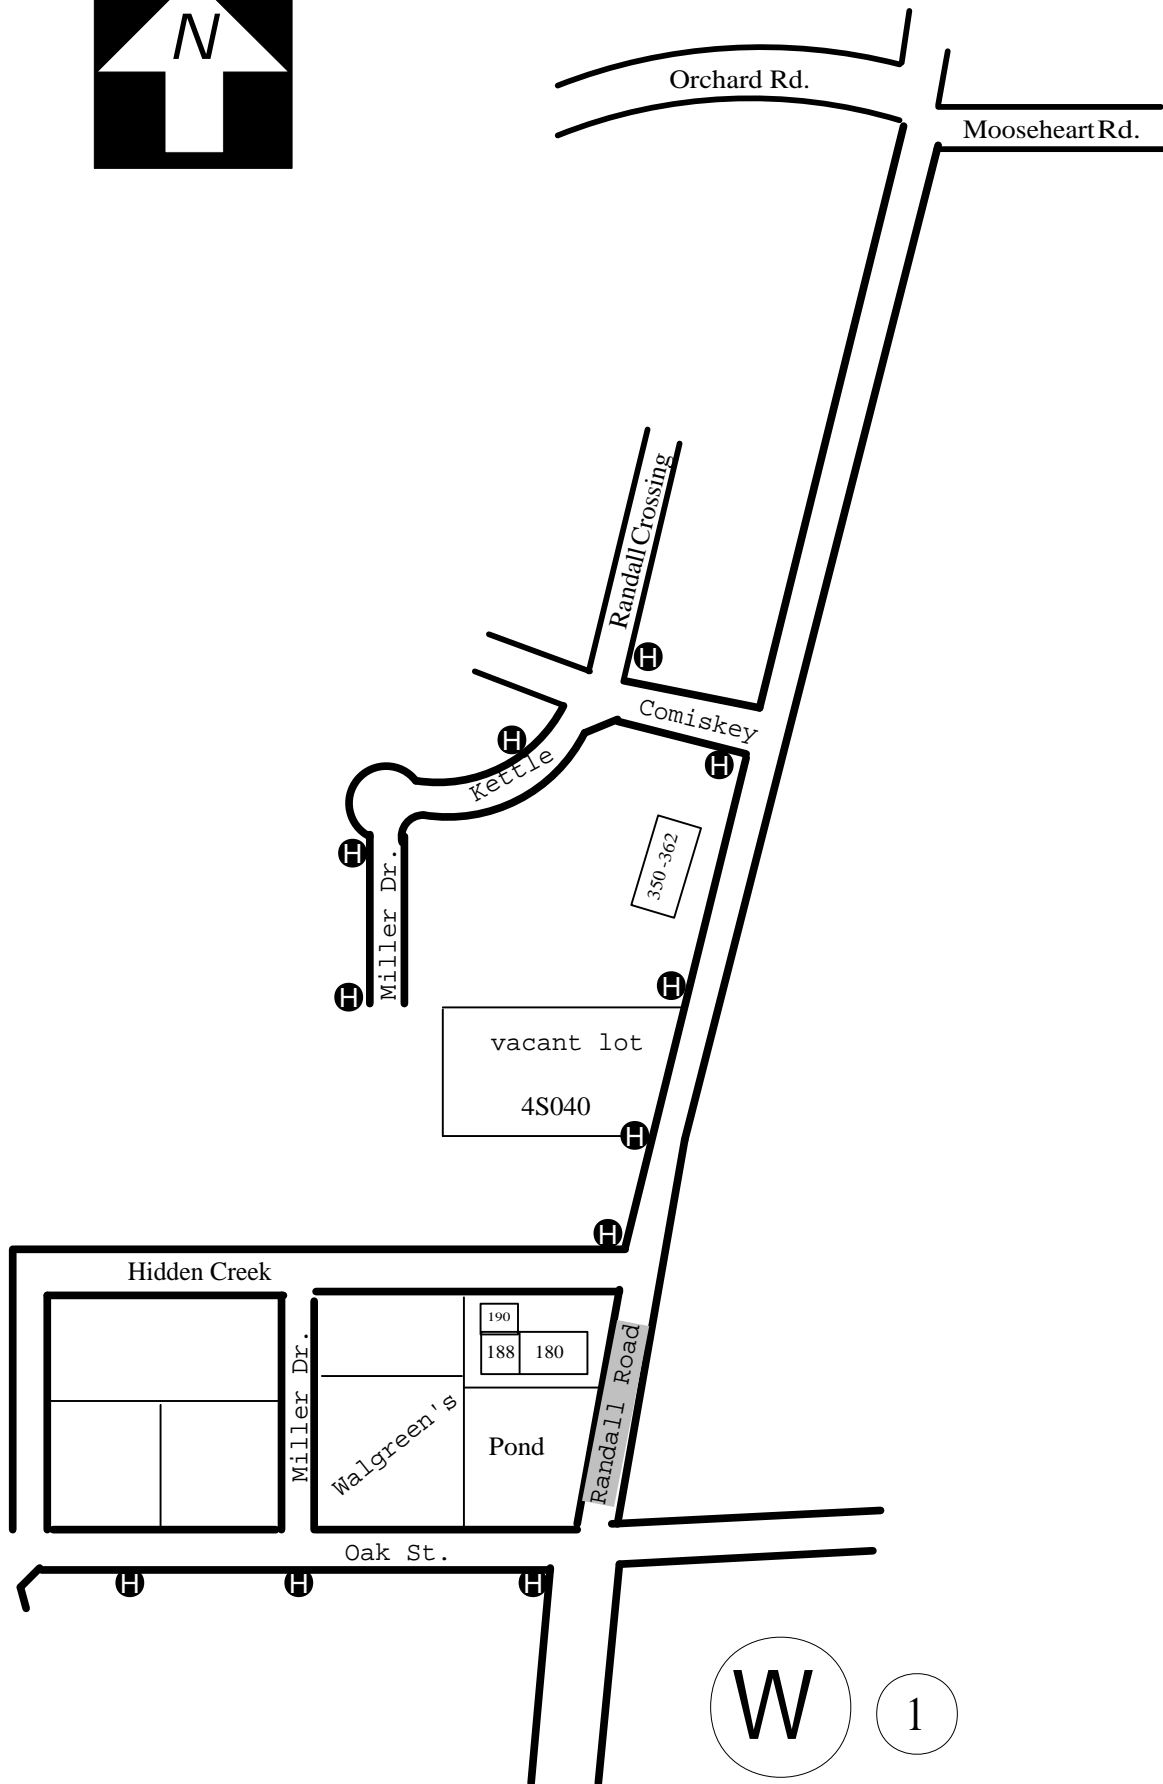 N
Orchard Rd.
Mooseheart Rd.
Randall Crossing
H
Comiskey
H
Kettle
H
350-362
H
Miller Dr.
H
H
vacant lot
4S040
H
H
Hidden Creek
190
188
180
Miller Dr.
Walgreen's
Pond
Randall Road
Oak St.
H
H
H
W
1